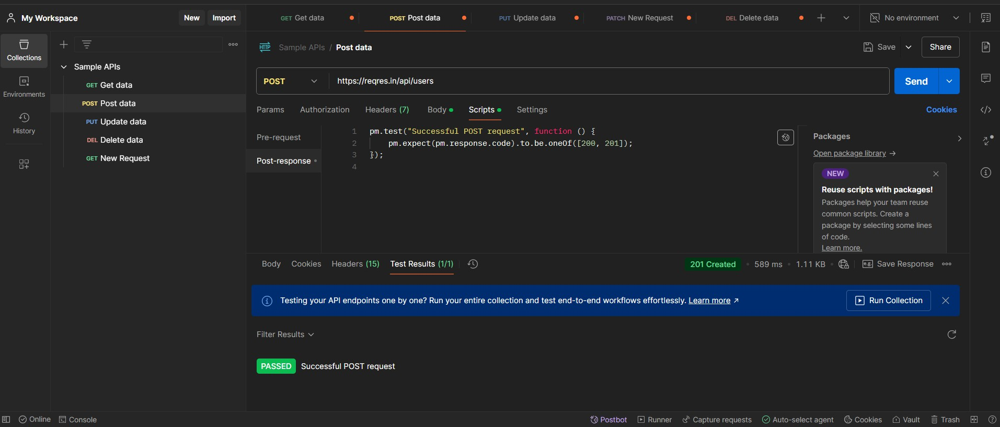 My Workspace
New
Import
GET Get data
POST Post data
PUT Update data
PATCH New Request
DEL Delete data
No environment
Collections
Environments
History
Sample APIs
GET Get data
POST Post data
PUT Update data
DEL Delete data
GET New Request
HTTP Sample APIs / Post data
Save
Share
POST
https://reqres.in/api/users
Send
Params
Authorization
Headers (7)
Body
Scripts
Settings
Cookies
Pre-request
Post-response
1 pm.test("Successful POST request", function () {
2 pm.expect(pm.response.code).to.be.oneOf([200, 201]);
3 });
4
Packages
Open package library →
NEW
Reuse scripts with packages!
Packages help your team reuse
common scripts. Create a
package by selecting some lines
of code.
Learn more.
Body
Cookies
Headers (15)
Test Results (1/1)
201 Created
589 ms
1.11 KB
e.g. Save Response
Testing your API endpoints one by one? Run your entire collection and test end-to-end workflows effortlessly. Learn more ↗
Run Collection
Filter Results
PASSED Successful POST request
Online
Console
Postbot
Runner
Capture requests
Auto-select agent
Cookies
Vault
Trash